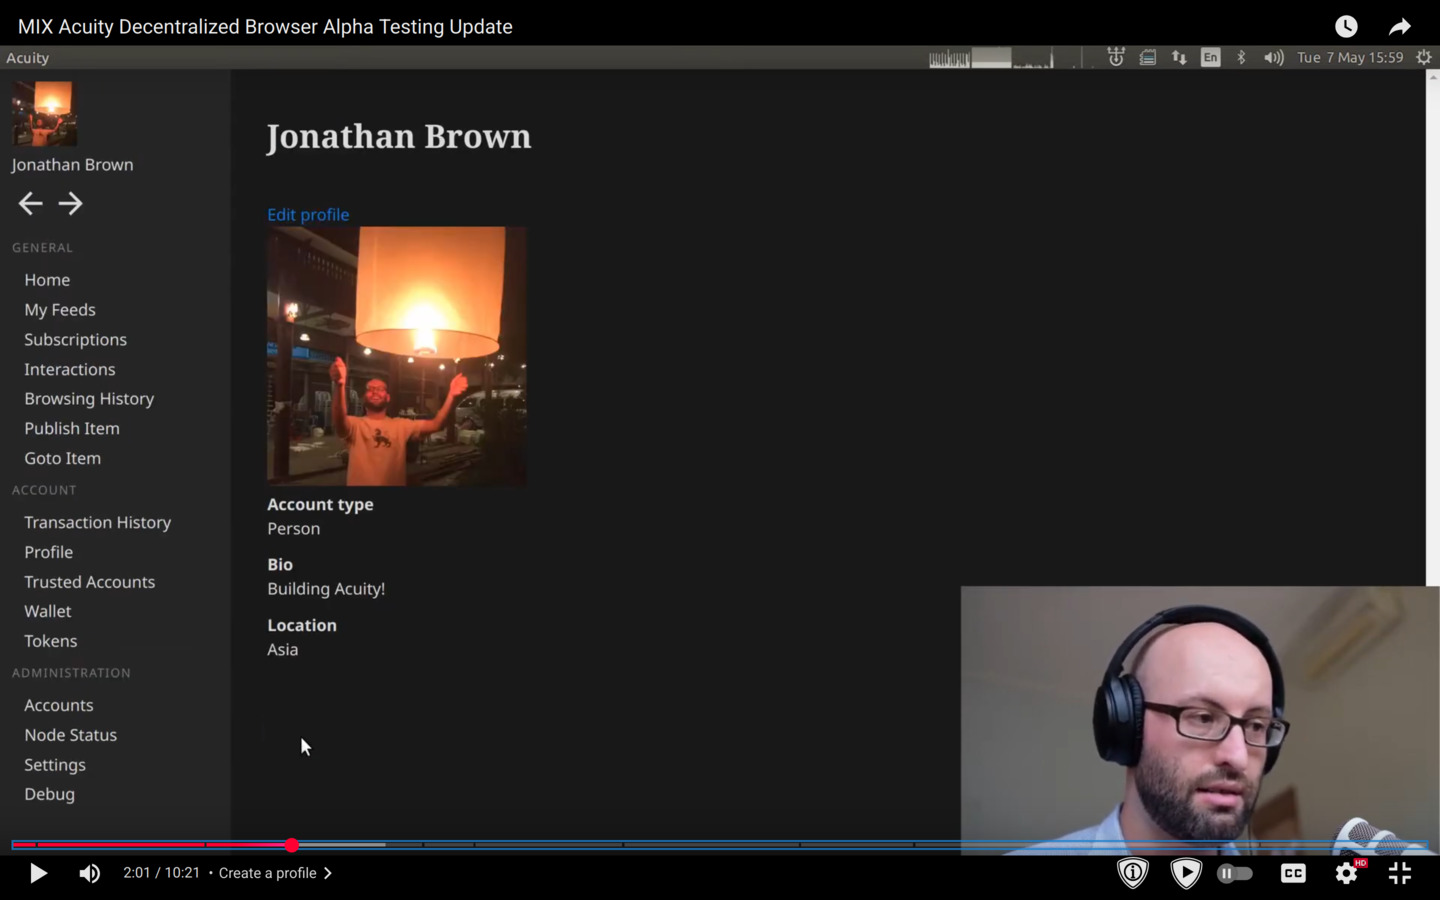 MIX Acuity Decentralized Browser Alpha Testing Update
Acuity
En
Tue 7 May 15:59
Jonathan Brown
GENERAL
Home
My Feeds
Subscriptions
Interactions
Browsing History
Publish Item
Goto Item
ACCOUNT
Transaction History
Profile
Trusted Accounts
Wallet
Tokens
ADMINISTRATION
Accounts
Node Status
Settings
Debug
Jonathan Brown
Edit profile
Account type
Person
Bio
Building Acuity!
Location
Asia
2:01 / 10:21 • Create a profile
CC
HD